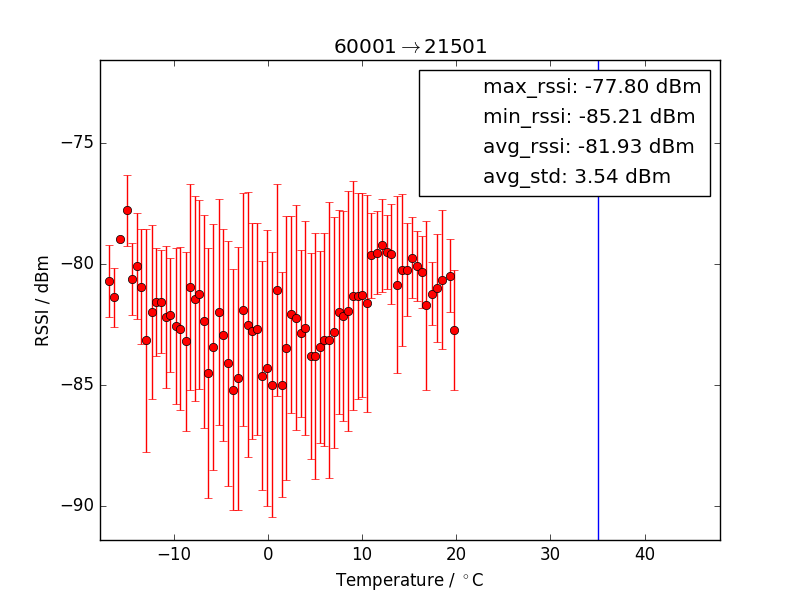 60001→21501
max_rssi: -77.80 dBm
min_rssi: -85.21 dBm
avg_rssi: -81.93 dBm
avg_std: 3.54 dBm
−75
−80
−85
−90
RSSI / dBm
−10 0 10 20 30 40
Temperature / °C